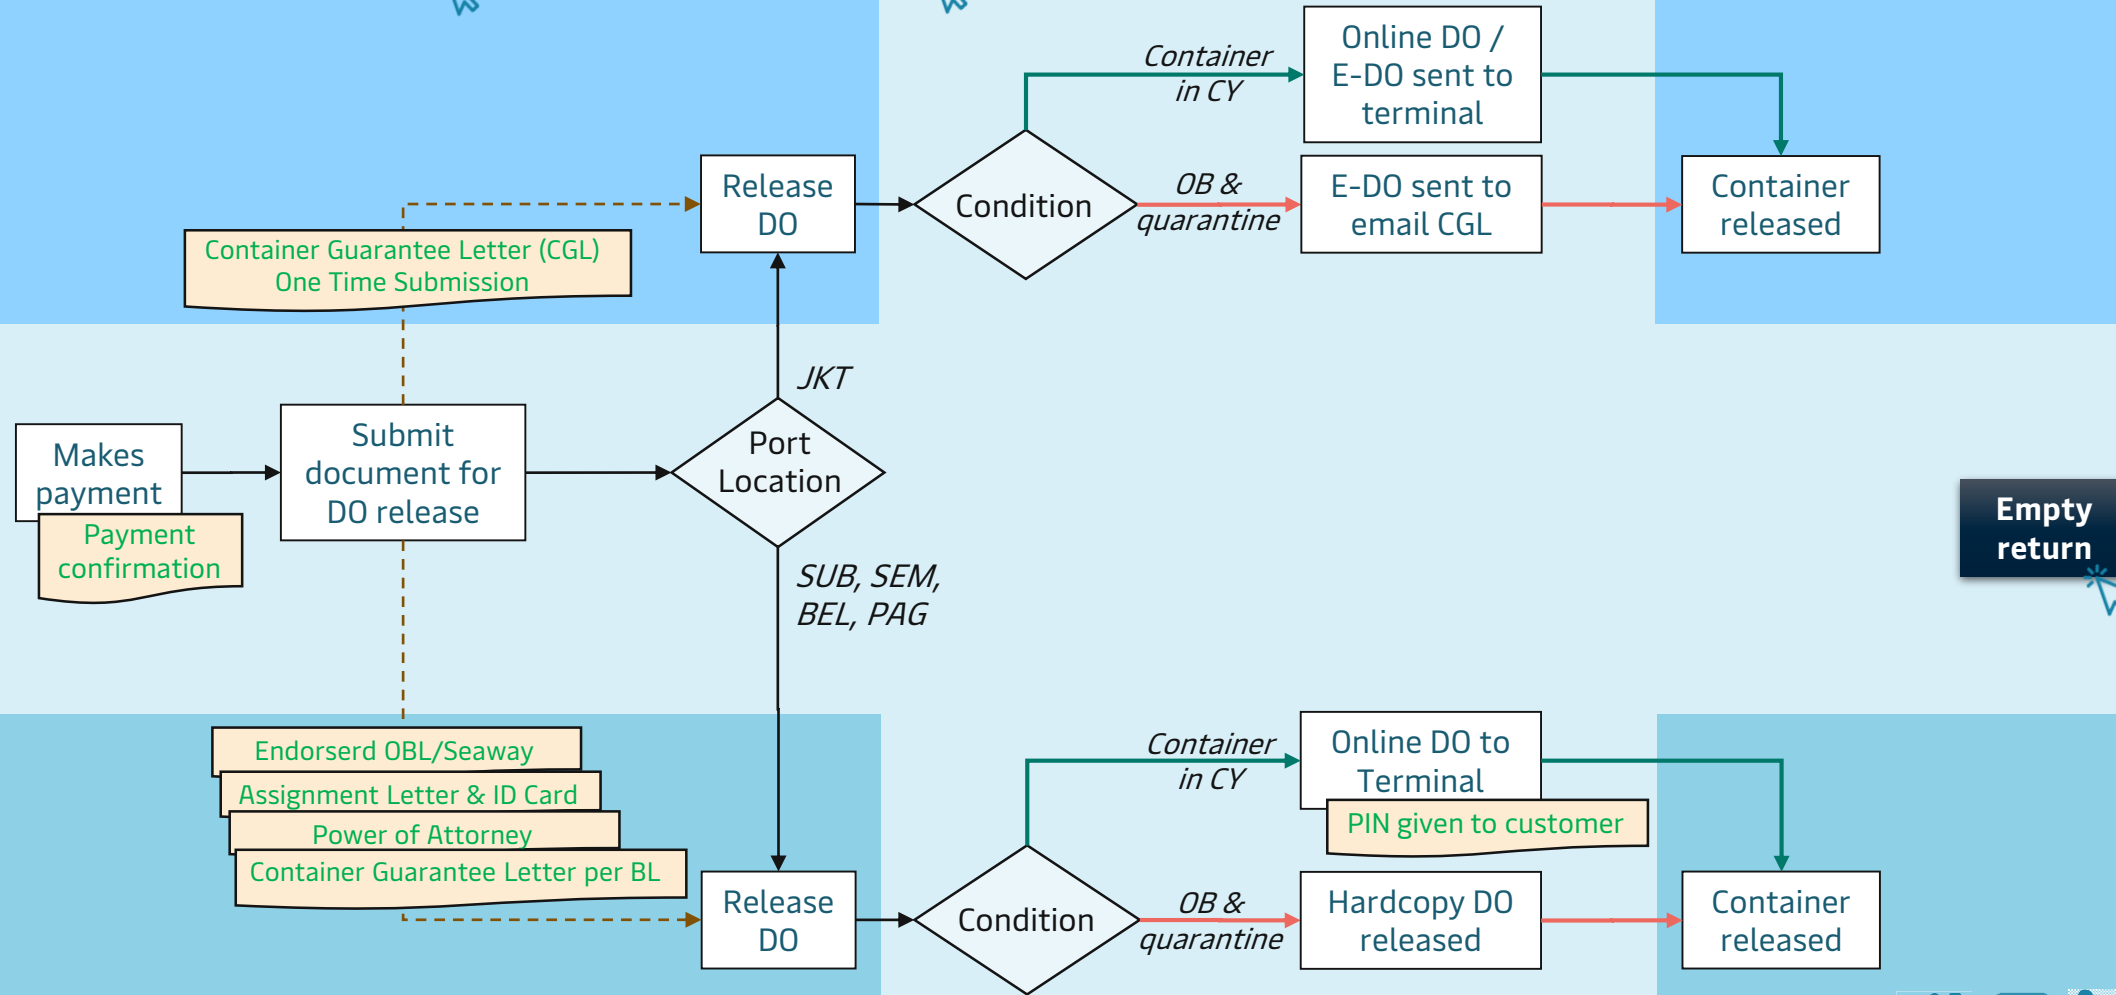 Container
in CY
Online DO /
E-DO sent to
terminal
Release
DO
Condition
OB &
quarantine
E-DO sent to
email CGL
Container
released
Container Guarantee Letter (CGL)
One Time Submission
JKT
Makes
payment
Payment
confirmation
Submit
document for
DO release
Port
Location
SUB, SEM,
BEL, PAG
Empty
return
Endorserd OBL/Seaway
Assignment Letter & ID Card
Power of Attorney
Container Guarantee Letter per BL
Release
DO
Condition
Container
in CY
Online DO to
Terminal
PIN given to customer
OB &
quarantine
Hardcopy DO
released
Container
released